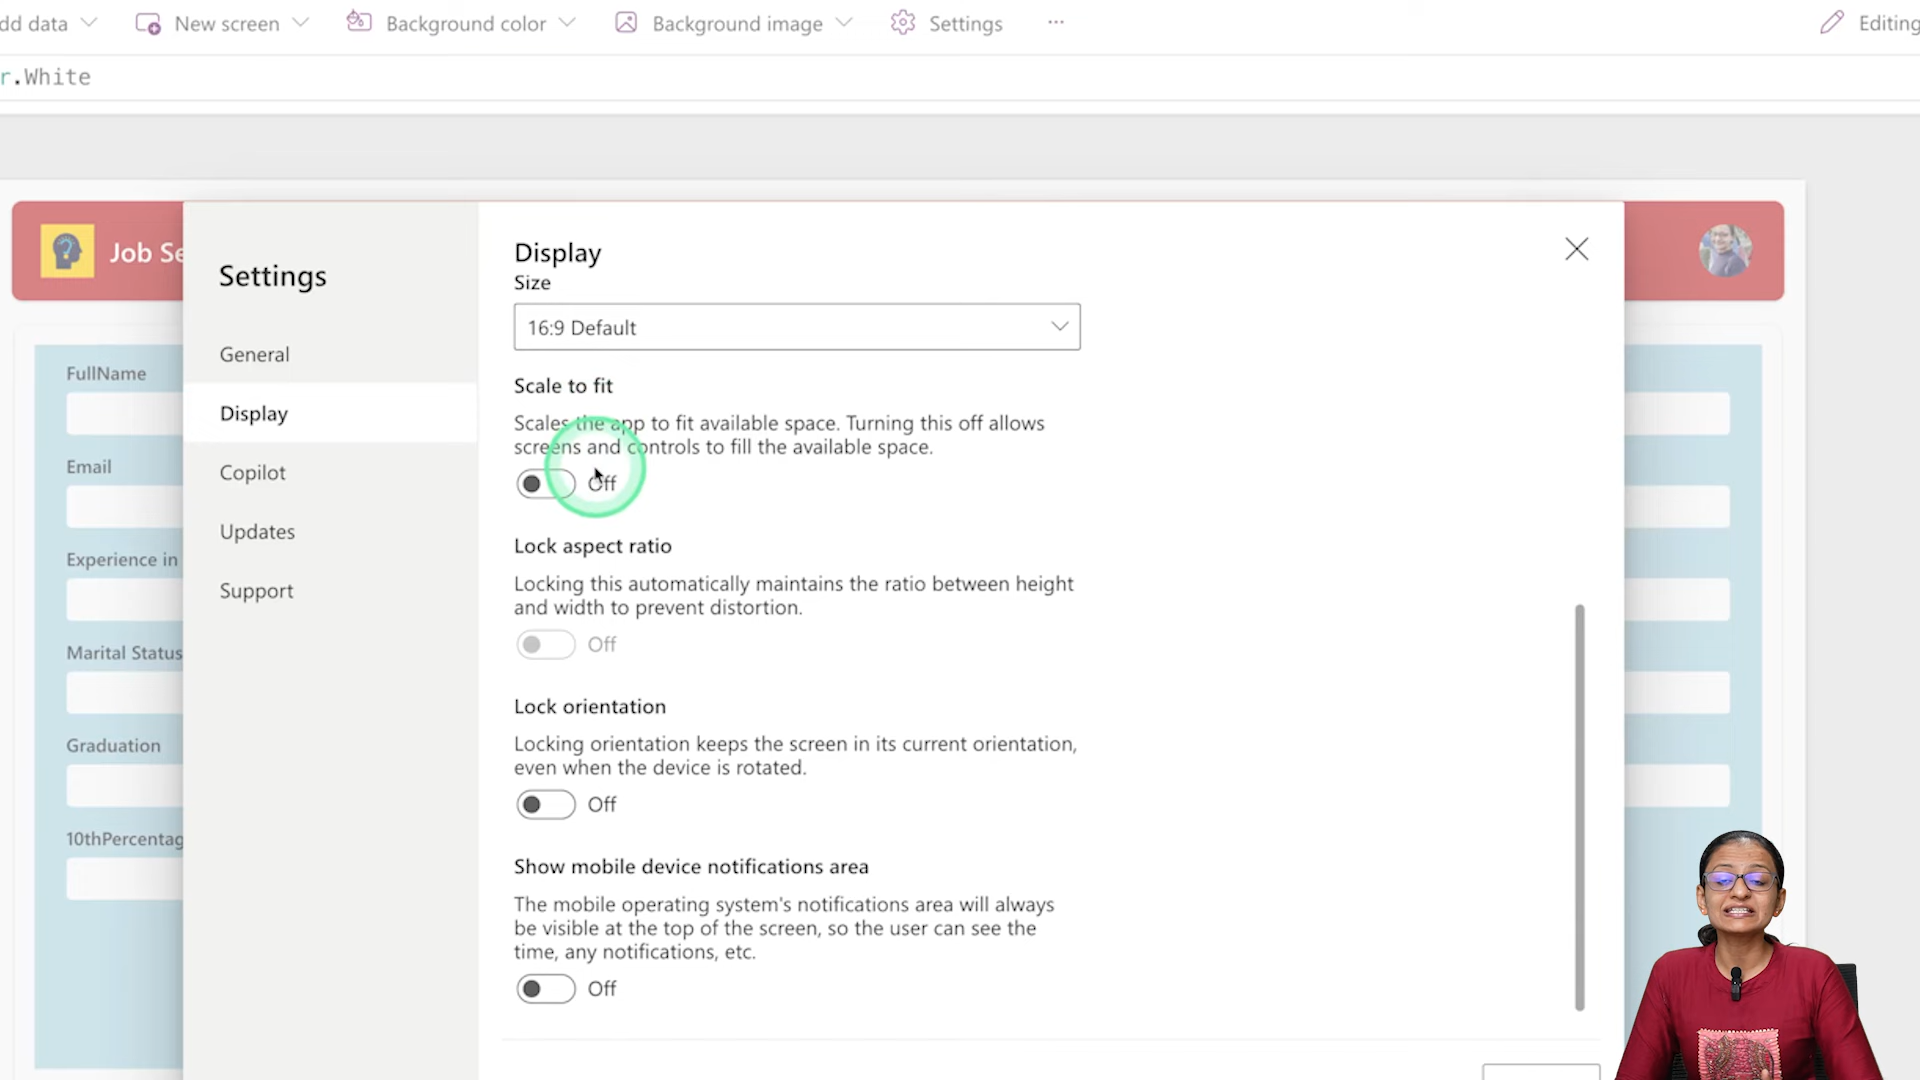 dd data
New screen
Background color
Background image
Settings
...
Editing
r.White
Job Se
Settings
General
Display
Copilot
Updates
Support
Display
Size
16:9 Default
Scale to fit
Scales the app to fit available space. Turning this off allows
screens and controls to fill the available space.
Off
Lock aspect ratio
Locking this automatically maintains the ratio between height
and width to prevent distortion.
Off
Lock orientation
Locking orientation keeps the screen in its current orientation,
even when the device is rotated.
Off
Show mobile device notifications area
The mobile operating system's notifications area will always
be visible at the top of the screen, so the user can see the
time, any notifications, etc.
Off
FullName
Email
Experience in
Marital Status
Graduation
10thPercentag